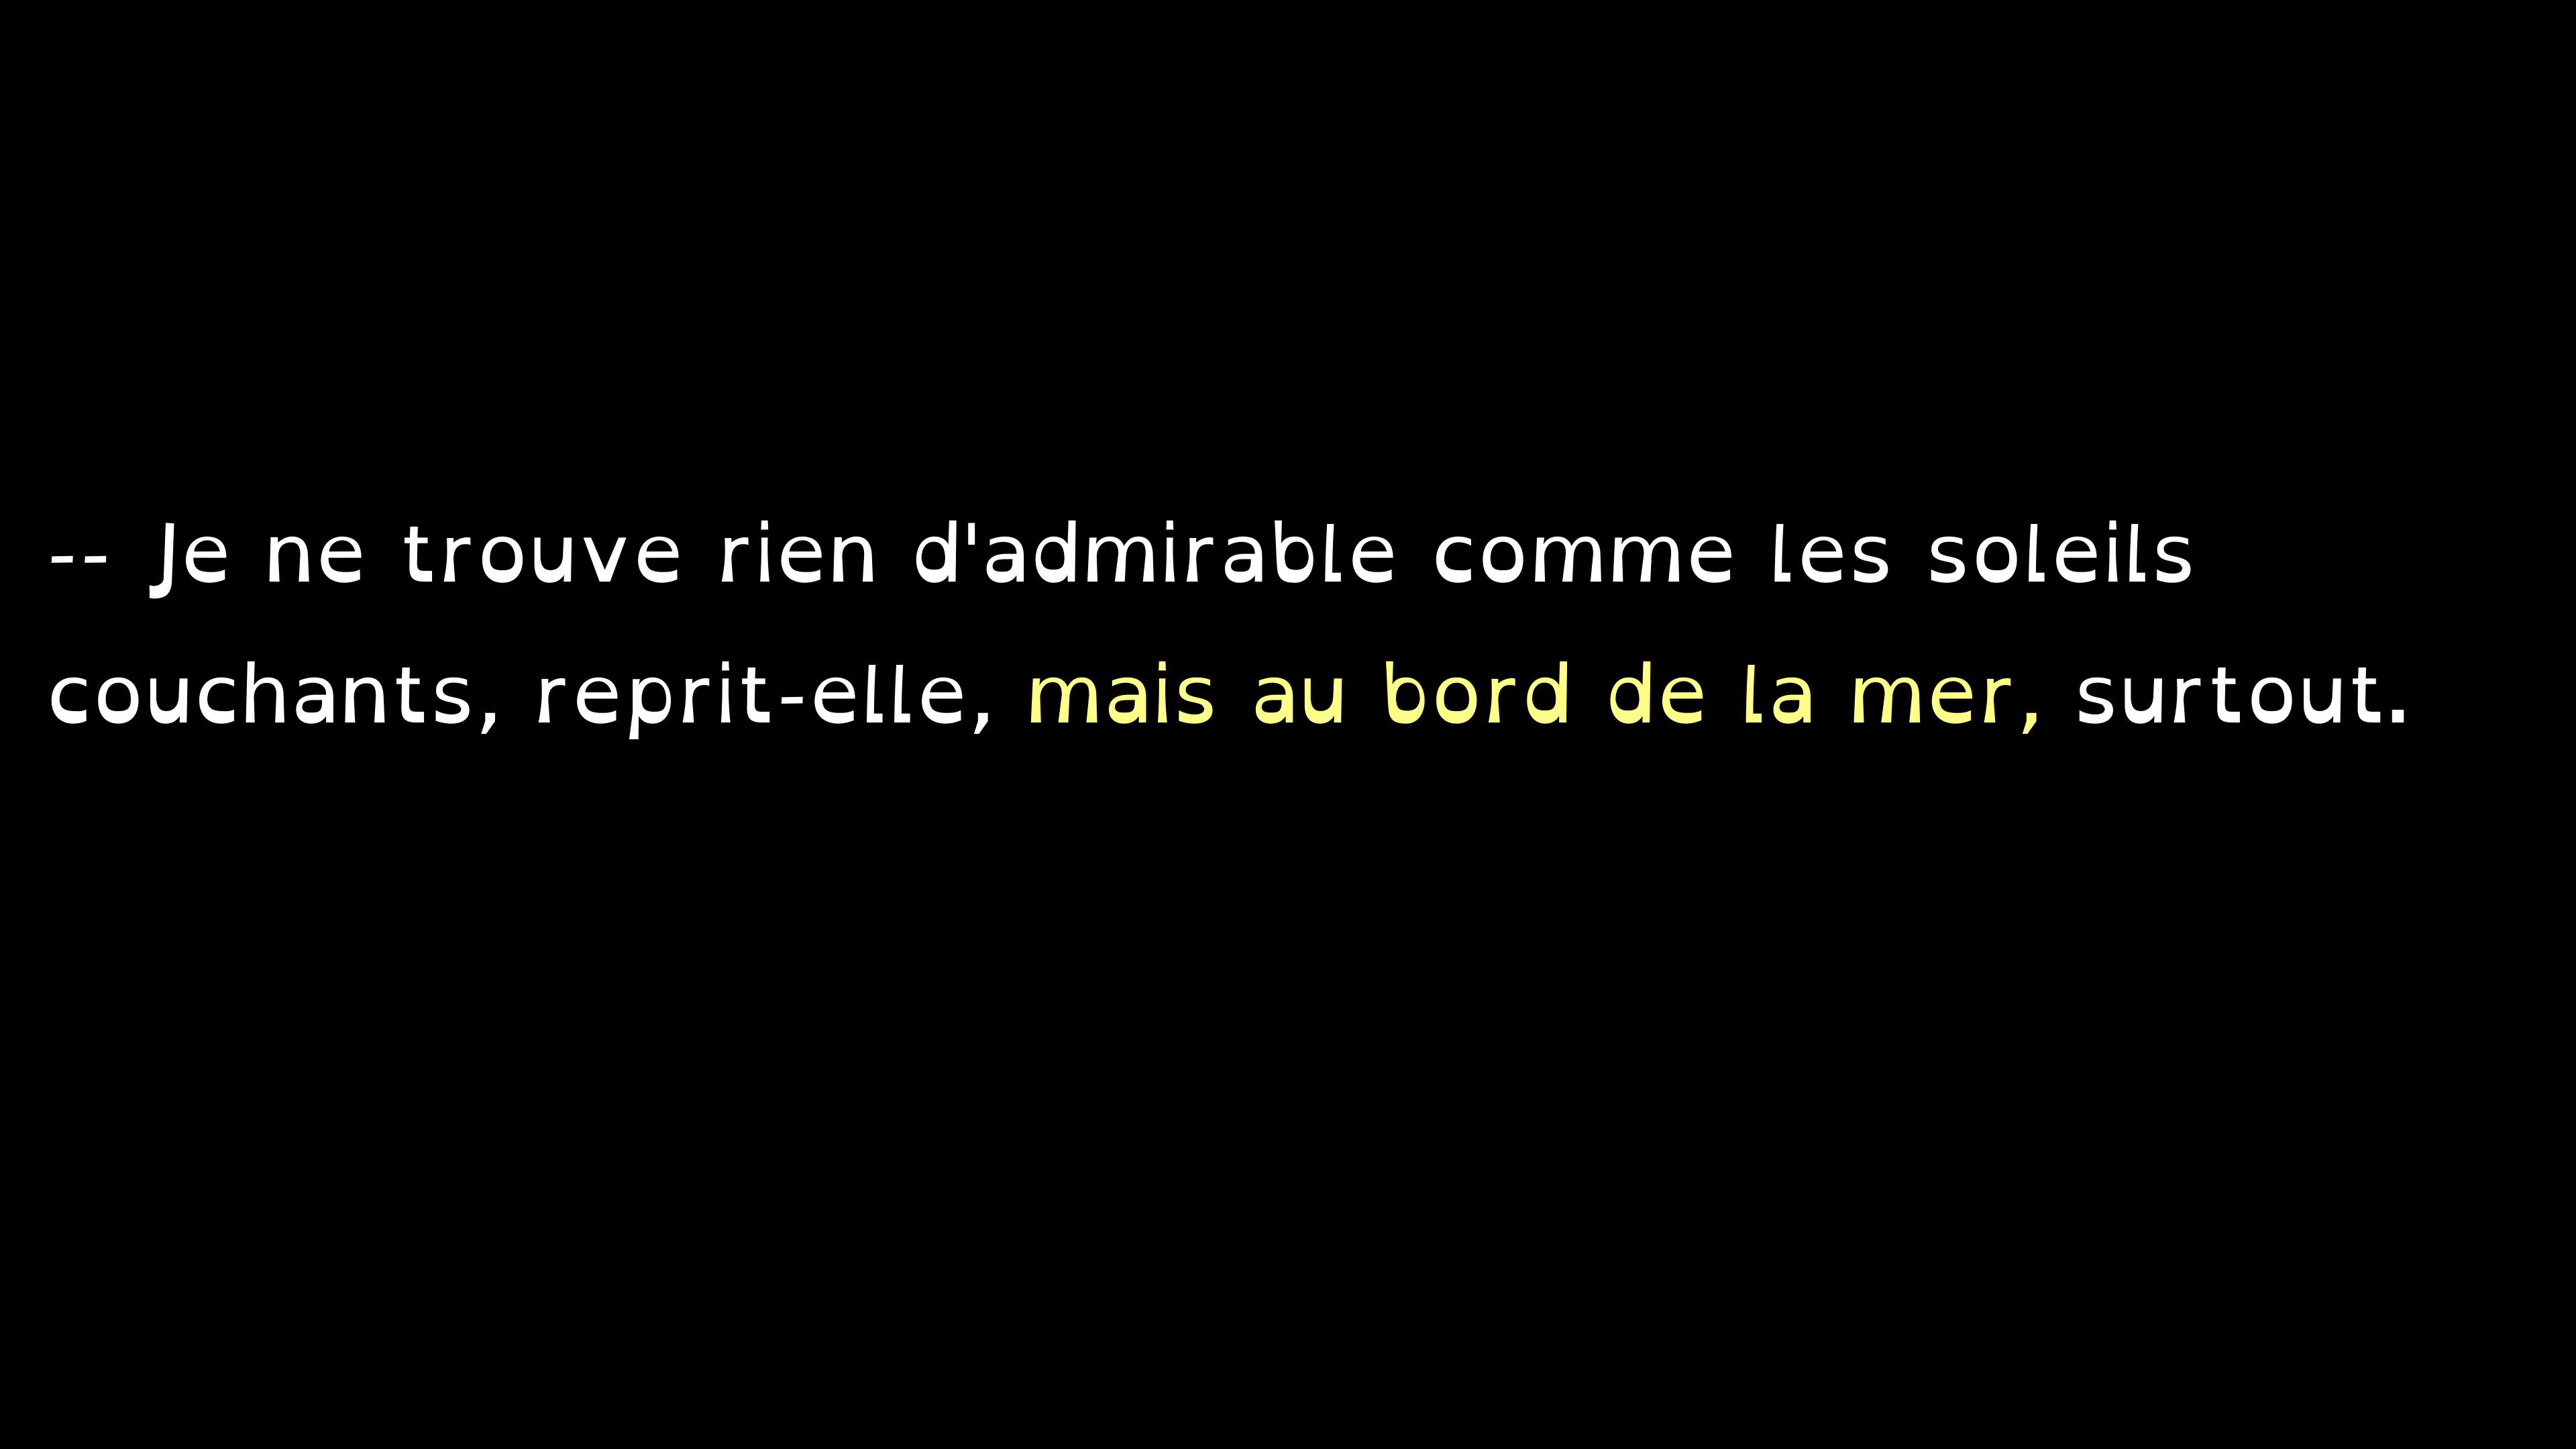 -- Je ne trouve rien d'admirable comme les soleils
couchants, reprit-elle, mais au bord de la mer, surtout.